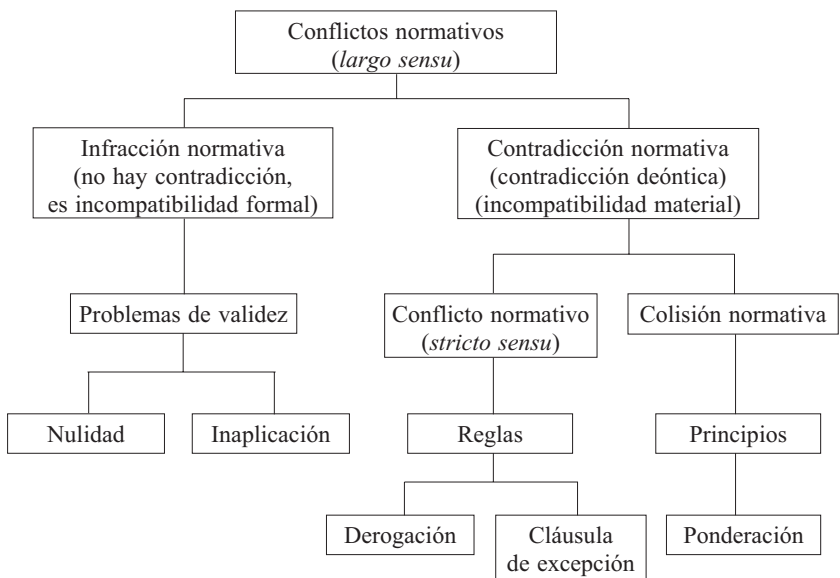 Conflictos normativos
(largo sensu)
Infracción normativa
(no hay contradicción,
es incompatibilidad formal)
Contradicción normativa
(contradicción deóntica)
(incompatibilidad material)
Problemas de validez
Conflicto normativo
(stricto sensu)
Colisión normativa
Nulidad
Inaplicación
Reglas
Principios
Derogación
Cláusula
de excepción
Ponderación